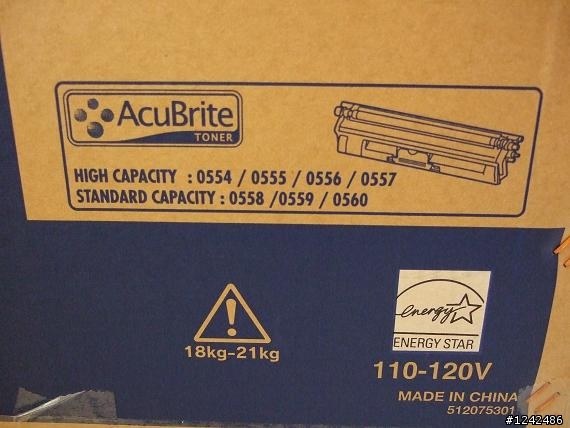 AcuBrite
TONER
HIGH CAPACITY : 0554 / 0555 / 0556 / 0557
STANDARD CAPACITY : 0558 /0559 / 0560
18kg-21kg
energy
ENERGY STAR
110-120V
MADE IN CHINA
512075301
#1242486